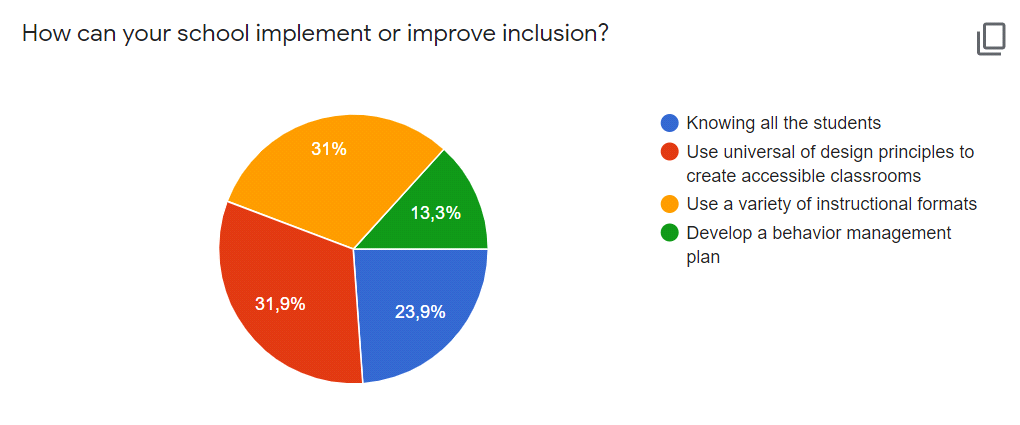 How can your school implement or improve inclusion?
31%
13,3%
31,9%
23,9%
Knowing all the students
Use universal of design principles to
create accessible classrooms
Use a variety of instructional formats
Develop a behavior management
plan